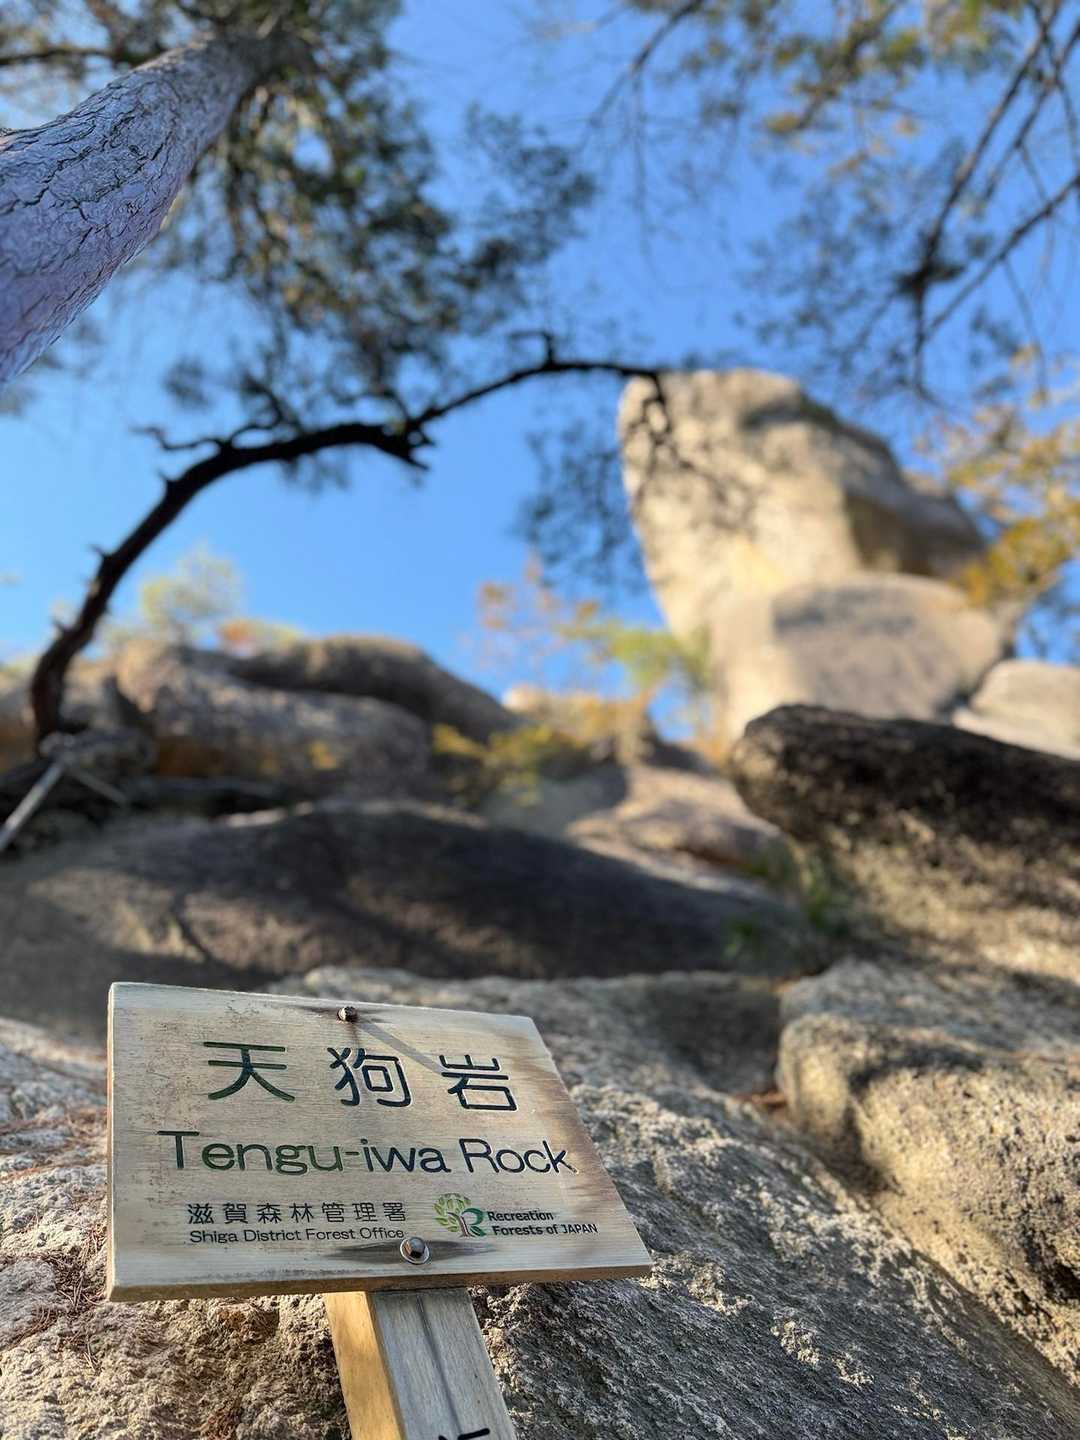 天狗岩
Tengu-iwa Rock
滋賀森林管理署
Shiga District Forest Office
Recreation
Forests of JAPAN